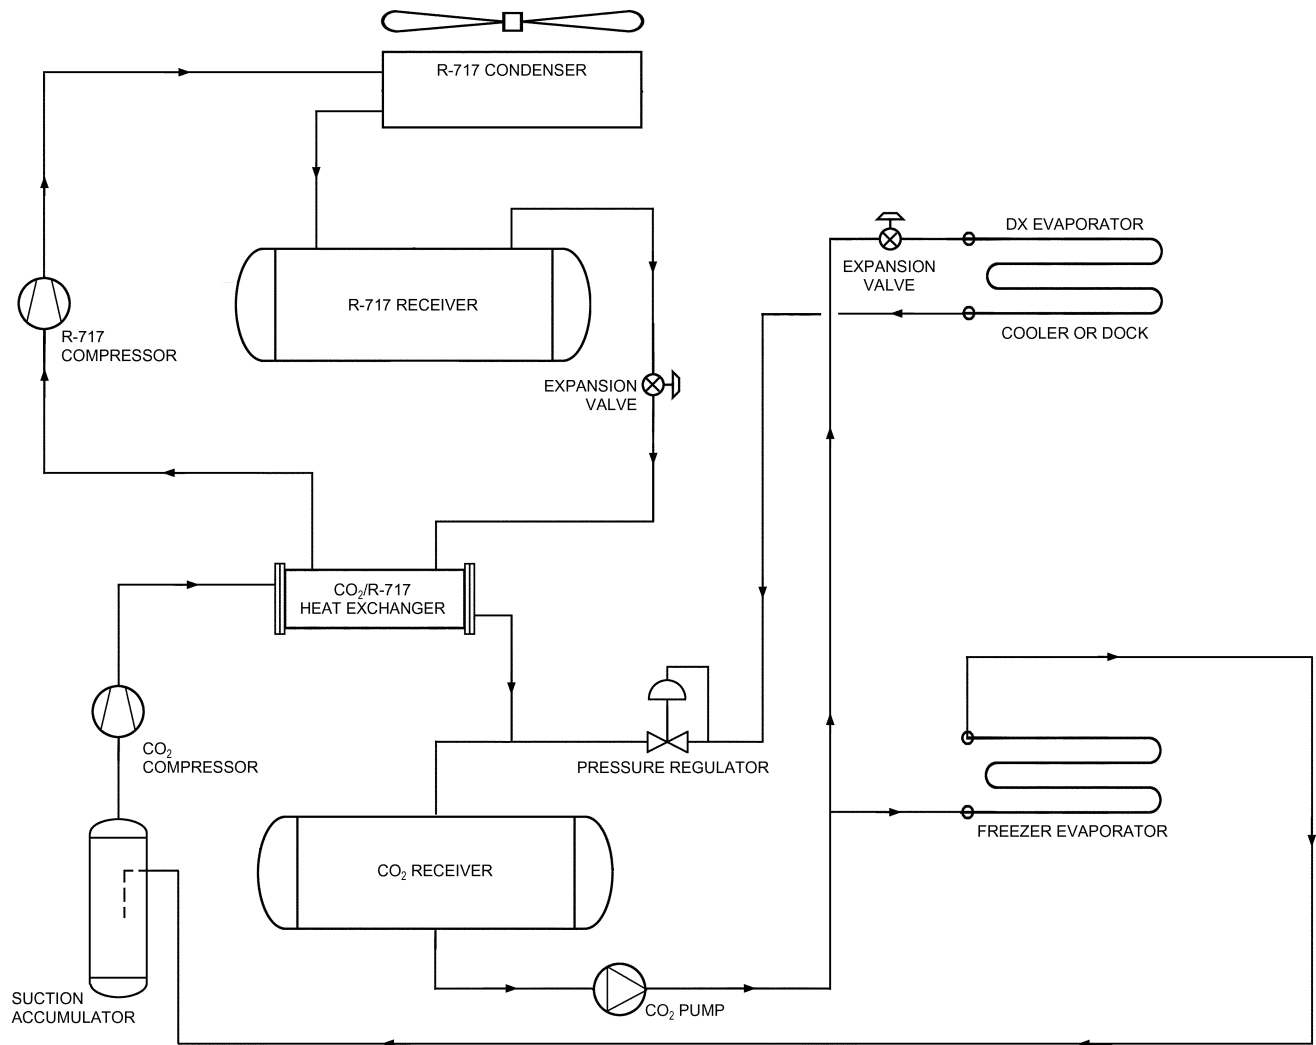 R-717 CONDENSER
DX EVAPORATOR
EXPANSION
VALVE
R-717 RECEIVER
COOLER OR DOCK
R-717
COMPRESSOR
EXPANSION
VALVE
CO₂/R-717
HEAT EXCHANGER
CO₂
COMPRESSOR
PRESSURE REGULATOR
FREEZER EVAPORATOR
CO₂ RECEIVER
SUCTION
ACCUMULATOR
CO₂ PUMP